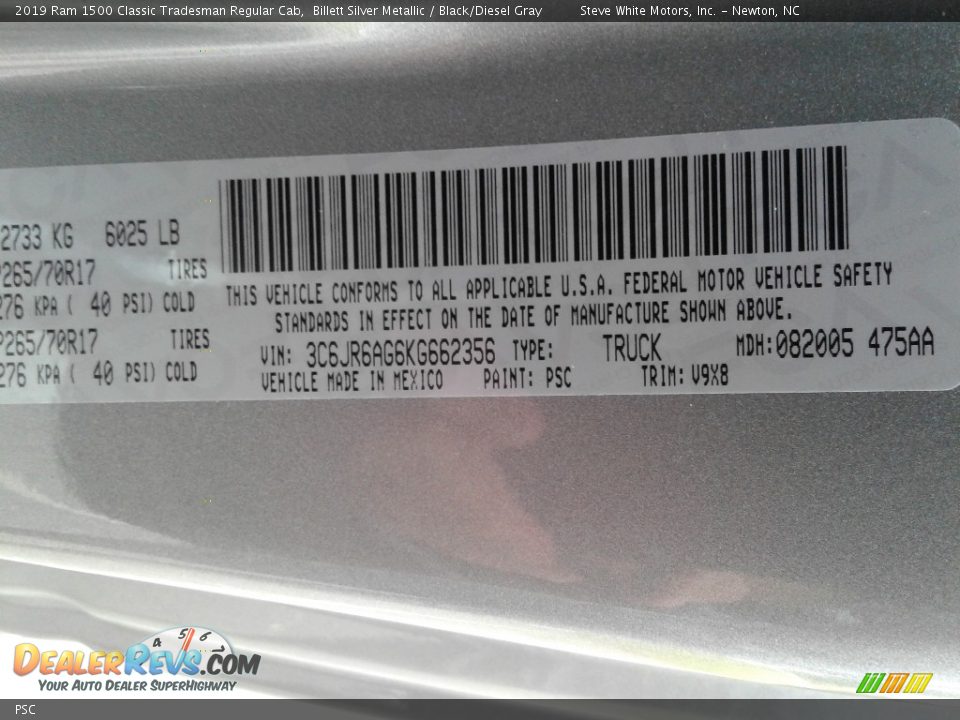 2019 Ram 1500 Classic Tradesman Regular Cab, Billett Silver Metallic / Black/Diesel Gray Steve White Motors, Inc. - Newton, NC
2733 KG 6025 LB
P265/70R17 TIRES
276 KPA ( 40 PSI) COLD
P265/70R17 TIRES
276 KPA ( 40 PSI) COLD
THIS VEHICLE CONFORMS TO ALL APPLICABLE U.S.A. FEDERAL MOTOR VEHICLE SAFETY
STANDARDS IN EFFECT ON THE DATE OF MANUFACTURE SHOWN ABOVE.
VIN: 3C6JR6AG6KG662356 TYPE: TRUCK MDH:082005 475AA
VEHICLE MADE IN MEXICO PAINT: PSC TRIM: V9X8
4 5 6
DEALERREVS.COM
YOUR AUTO DEALER SUPERHIGHWAY
PSC